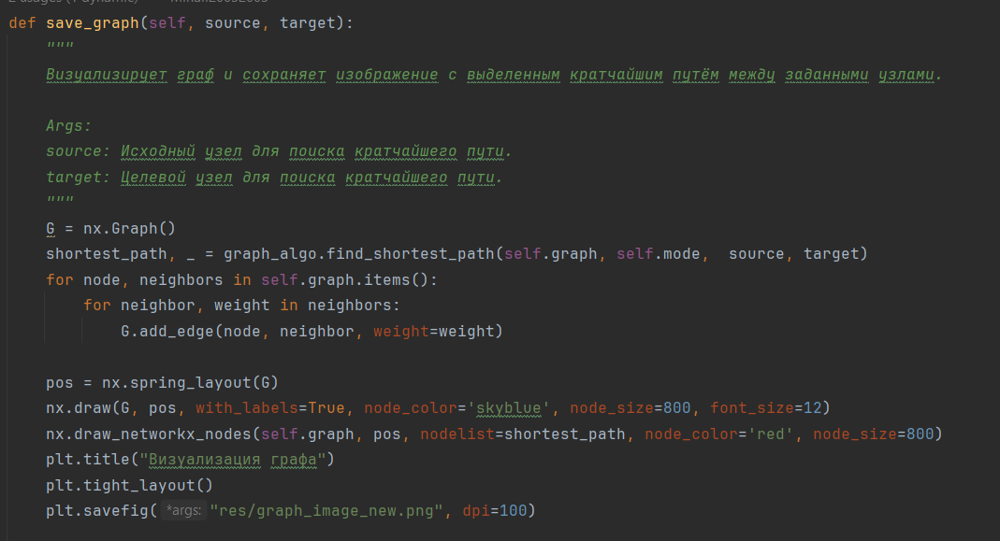 def save_graph(self, source, target):
"""
Визуализирует граф и сохраняет изображение с выделенным кратчайшим путём между заданными узлами.
Args:
source: Исходный узел для поиска кратчайшего пути.
target: Целевой узел для поиска кратчайшего пути.
"""
G = nx.Graph()
shortest_path, _ = graph_algo.find_shortest_path(self.graph, self.mode,  source, target)
for node, neighbors in self.graph.items():
for neighbor, weight in neighbors:
G.add_edge(node, neighbor, weight=weight)
pos = nx.spring_layout(G)
nx.draw(G, pos, with_labels=True, node_color='skyblue', node_size=800, font_size=12)
nx.draw_networkx_nodes(self.graph, pos, nodelist=shortest_path, node_color='red', node_size=800)
plt.title("Визуализация графа")
plt.tight_layout()
plt.savefig( *args: "res/graph_image_new.png", dpi=100)